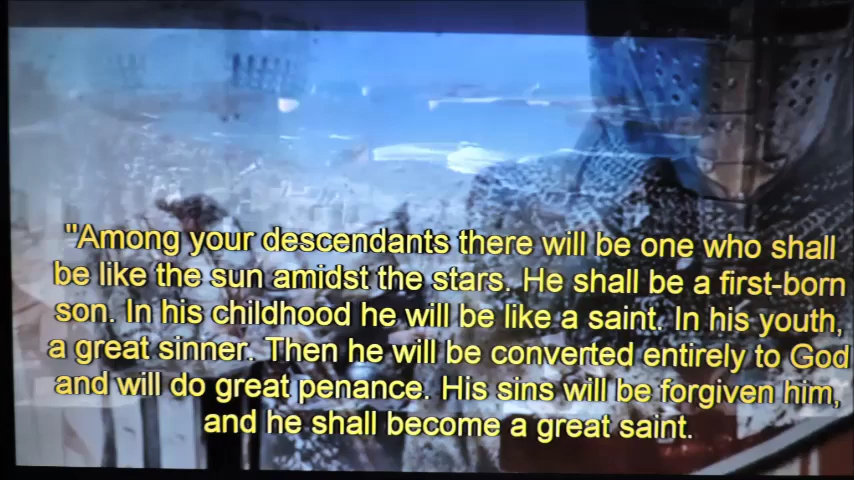 "Among your descendants there will be one who shall
be like the sun amidst the stars. He shall be a first-born
son. In his childhood he will be like a saint. In his youth,
a great sinner. Then he will be converted entirely to God
and will do great penance. His sins will be forgiven him,
and he shall become a great saint.